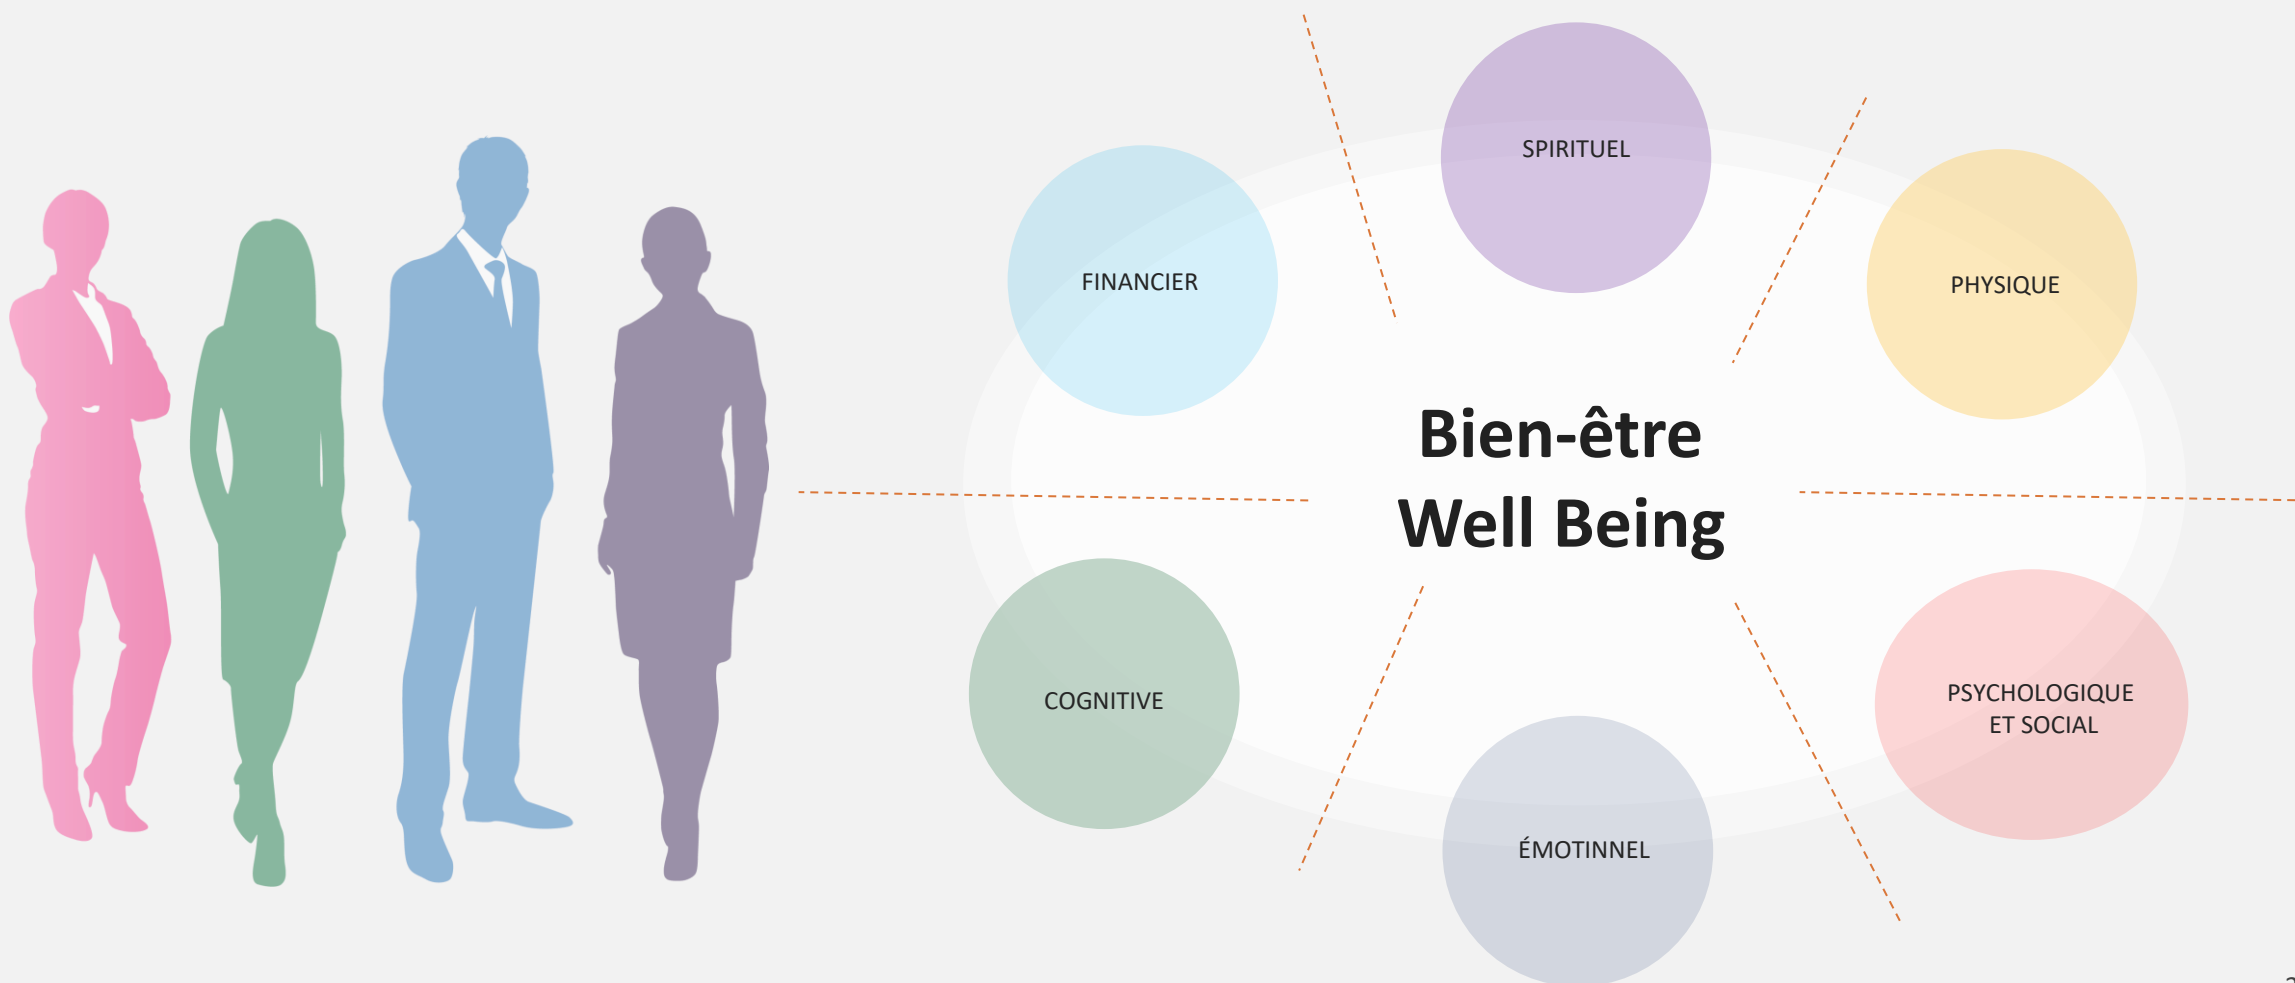 SPIRITUEL
FINANCIER
PHYSIQUE
Bien-être
Well Being
COGNITIVE
PSYCHOLOGIQUE
ET SOCIAL
ÉMOTINNEL